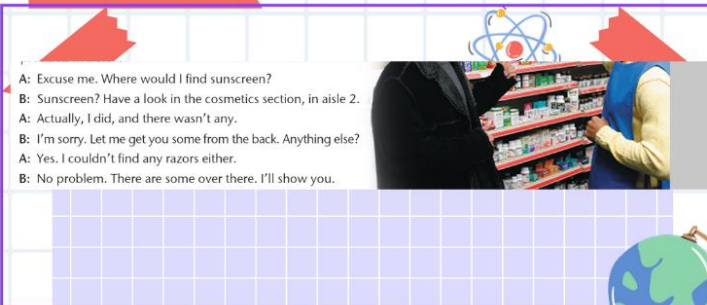 A: Excuse me. Where would I find sunscreen?
B: Sunscreen? Have a look in the cosmetics section, in aisle 2.
A: Actually, I did, and there wasn't any.
B: I'm sorry. Let me get you some from the back. Anything else?
A: Yes. I couldn't find any razors either.
B: No problem. There are some over there. I'll show you.